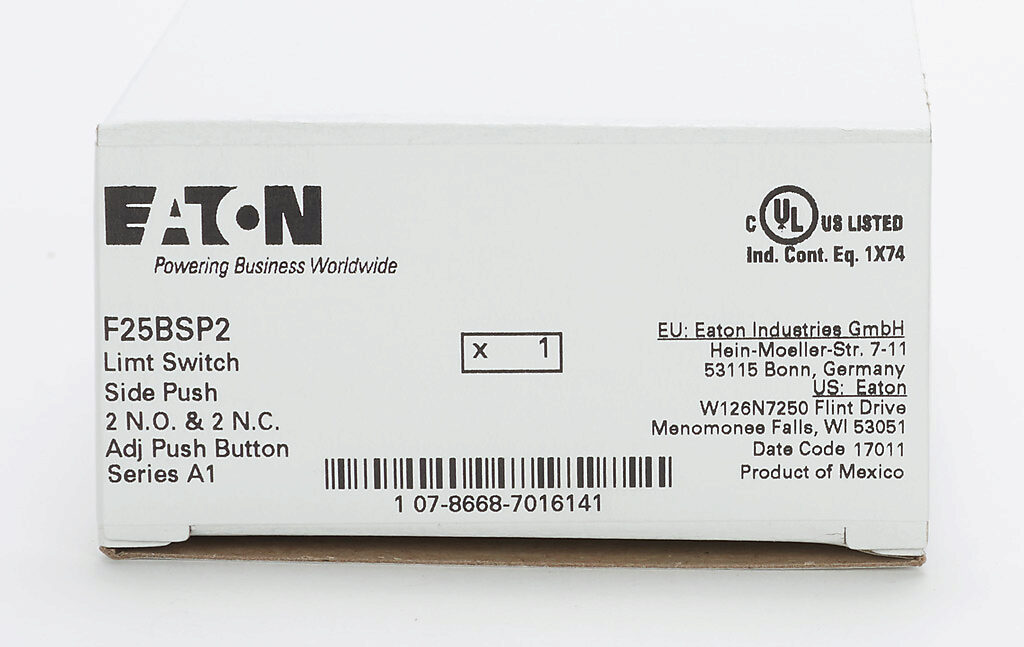 EATON
Powering Business Worldwide
C UL US LISTED
Ind. Cont. Eq. 1X74
F25BSP2
Limt Switch
Side Push
2 N.O. & 2 N.C.
Adj Push Button
Series A1
x 1
1 07-8668-7016141
EU: Eaton Industries GmbH
Hein-Moeller-Str. 7-11
53115 Bonn, Germany
US: Eaton
W126N7250 Flint Drive
Menomonee Falls, WI 53051
Date Code 17011
Product of Mexico